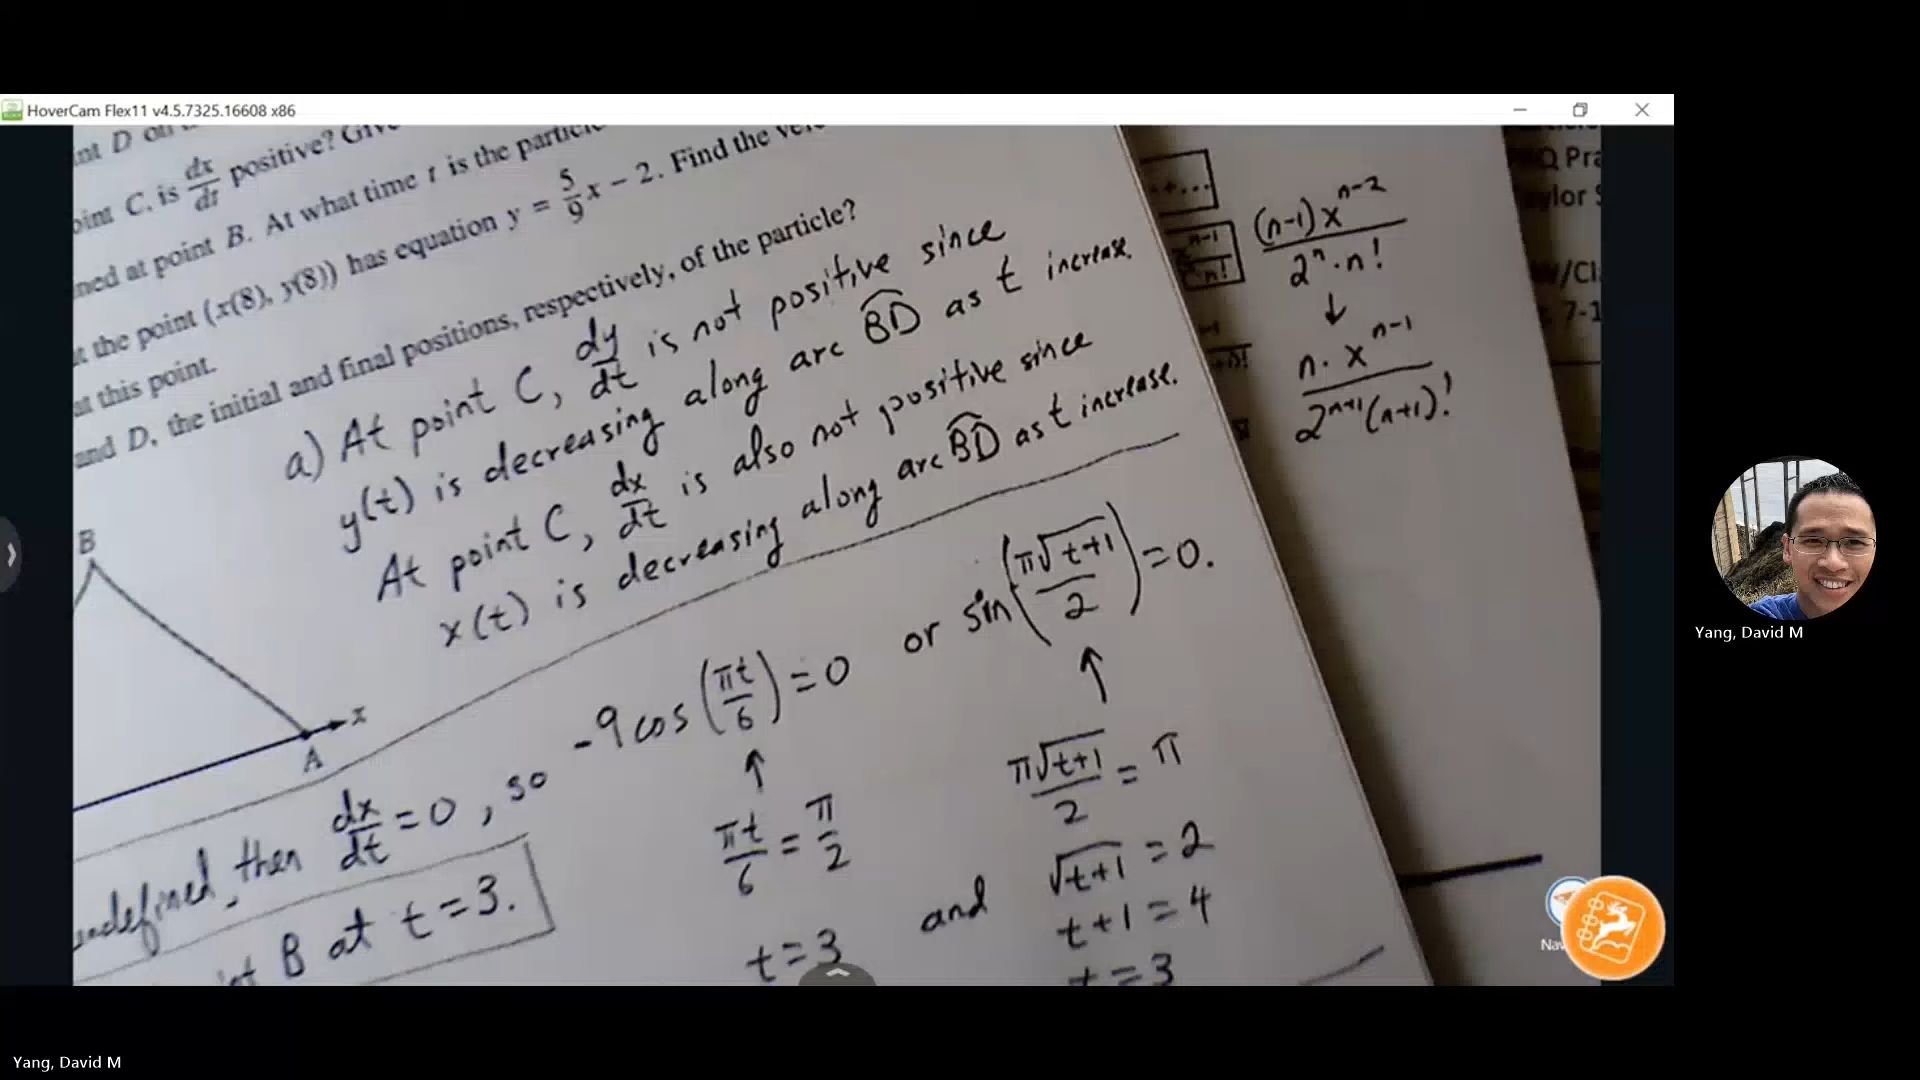 HoverCam Flex11 v4.5.7325.16608 x86
D on
point C, is dx/dt positive?
ned at point B. At what time t is the particle
the point (x(8), y(8)) has equation y = 5/9 x − 2. Find the
at this point.
and D, the initial and final positions, respectively, of the particle?
a) At point C, dy/dt is not positive since
y(t) is decreasing along arc BD as t increase.
At point C, dx/dt is also not positive since
x(t) is decreasing along arc BD as t increase.
B
A
x
undefined, then dx/dt = 0, so -9cos(πt/6) = 0 or sin(π√(t+1)/2) = 0.
B at t = 3.
πt/6 = π/2
t = 3
and
π√(t+1)/2 = π
√(t+1) = 2
t + 1 = 4
t = 3
(n-1)x^(n-2)
2^n · n!
↓
n · x^(n-1)
2^(n+1) (n+1)!
7-1
Yang, David M
Yang, David M